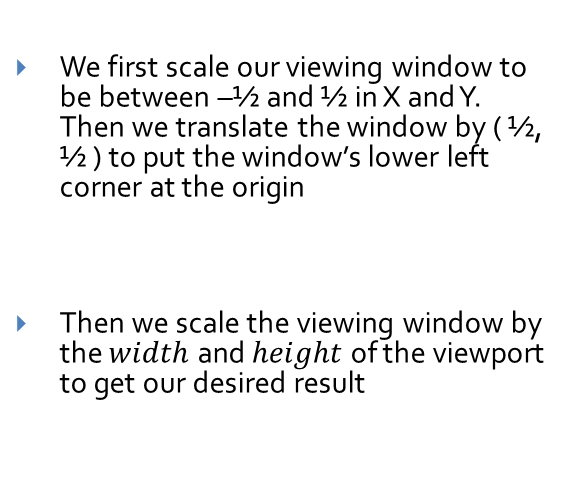 We first scale our viewing window to
be between –½ and ½ in X and Y.
Then we translate the window by ( ½,
½ ) to put the window's lower left
corner at the origin
Then we scale the viewing window by
the width and height of the viewport
to get our desired result